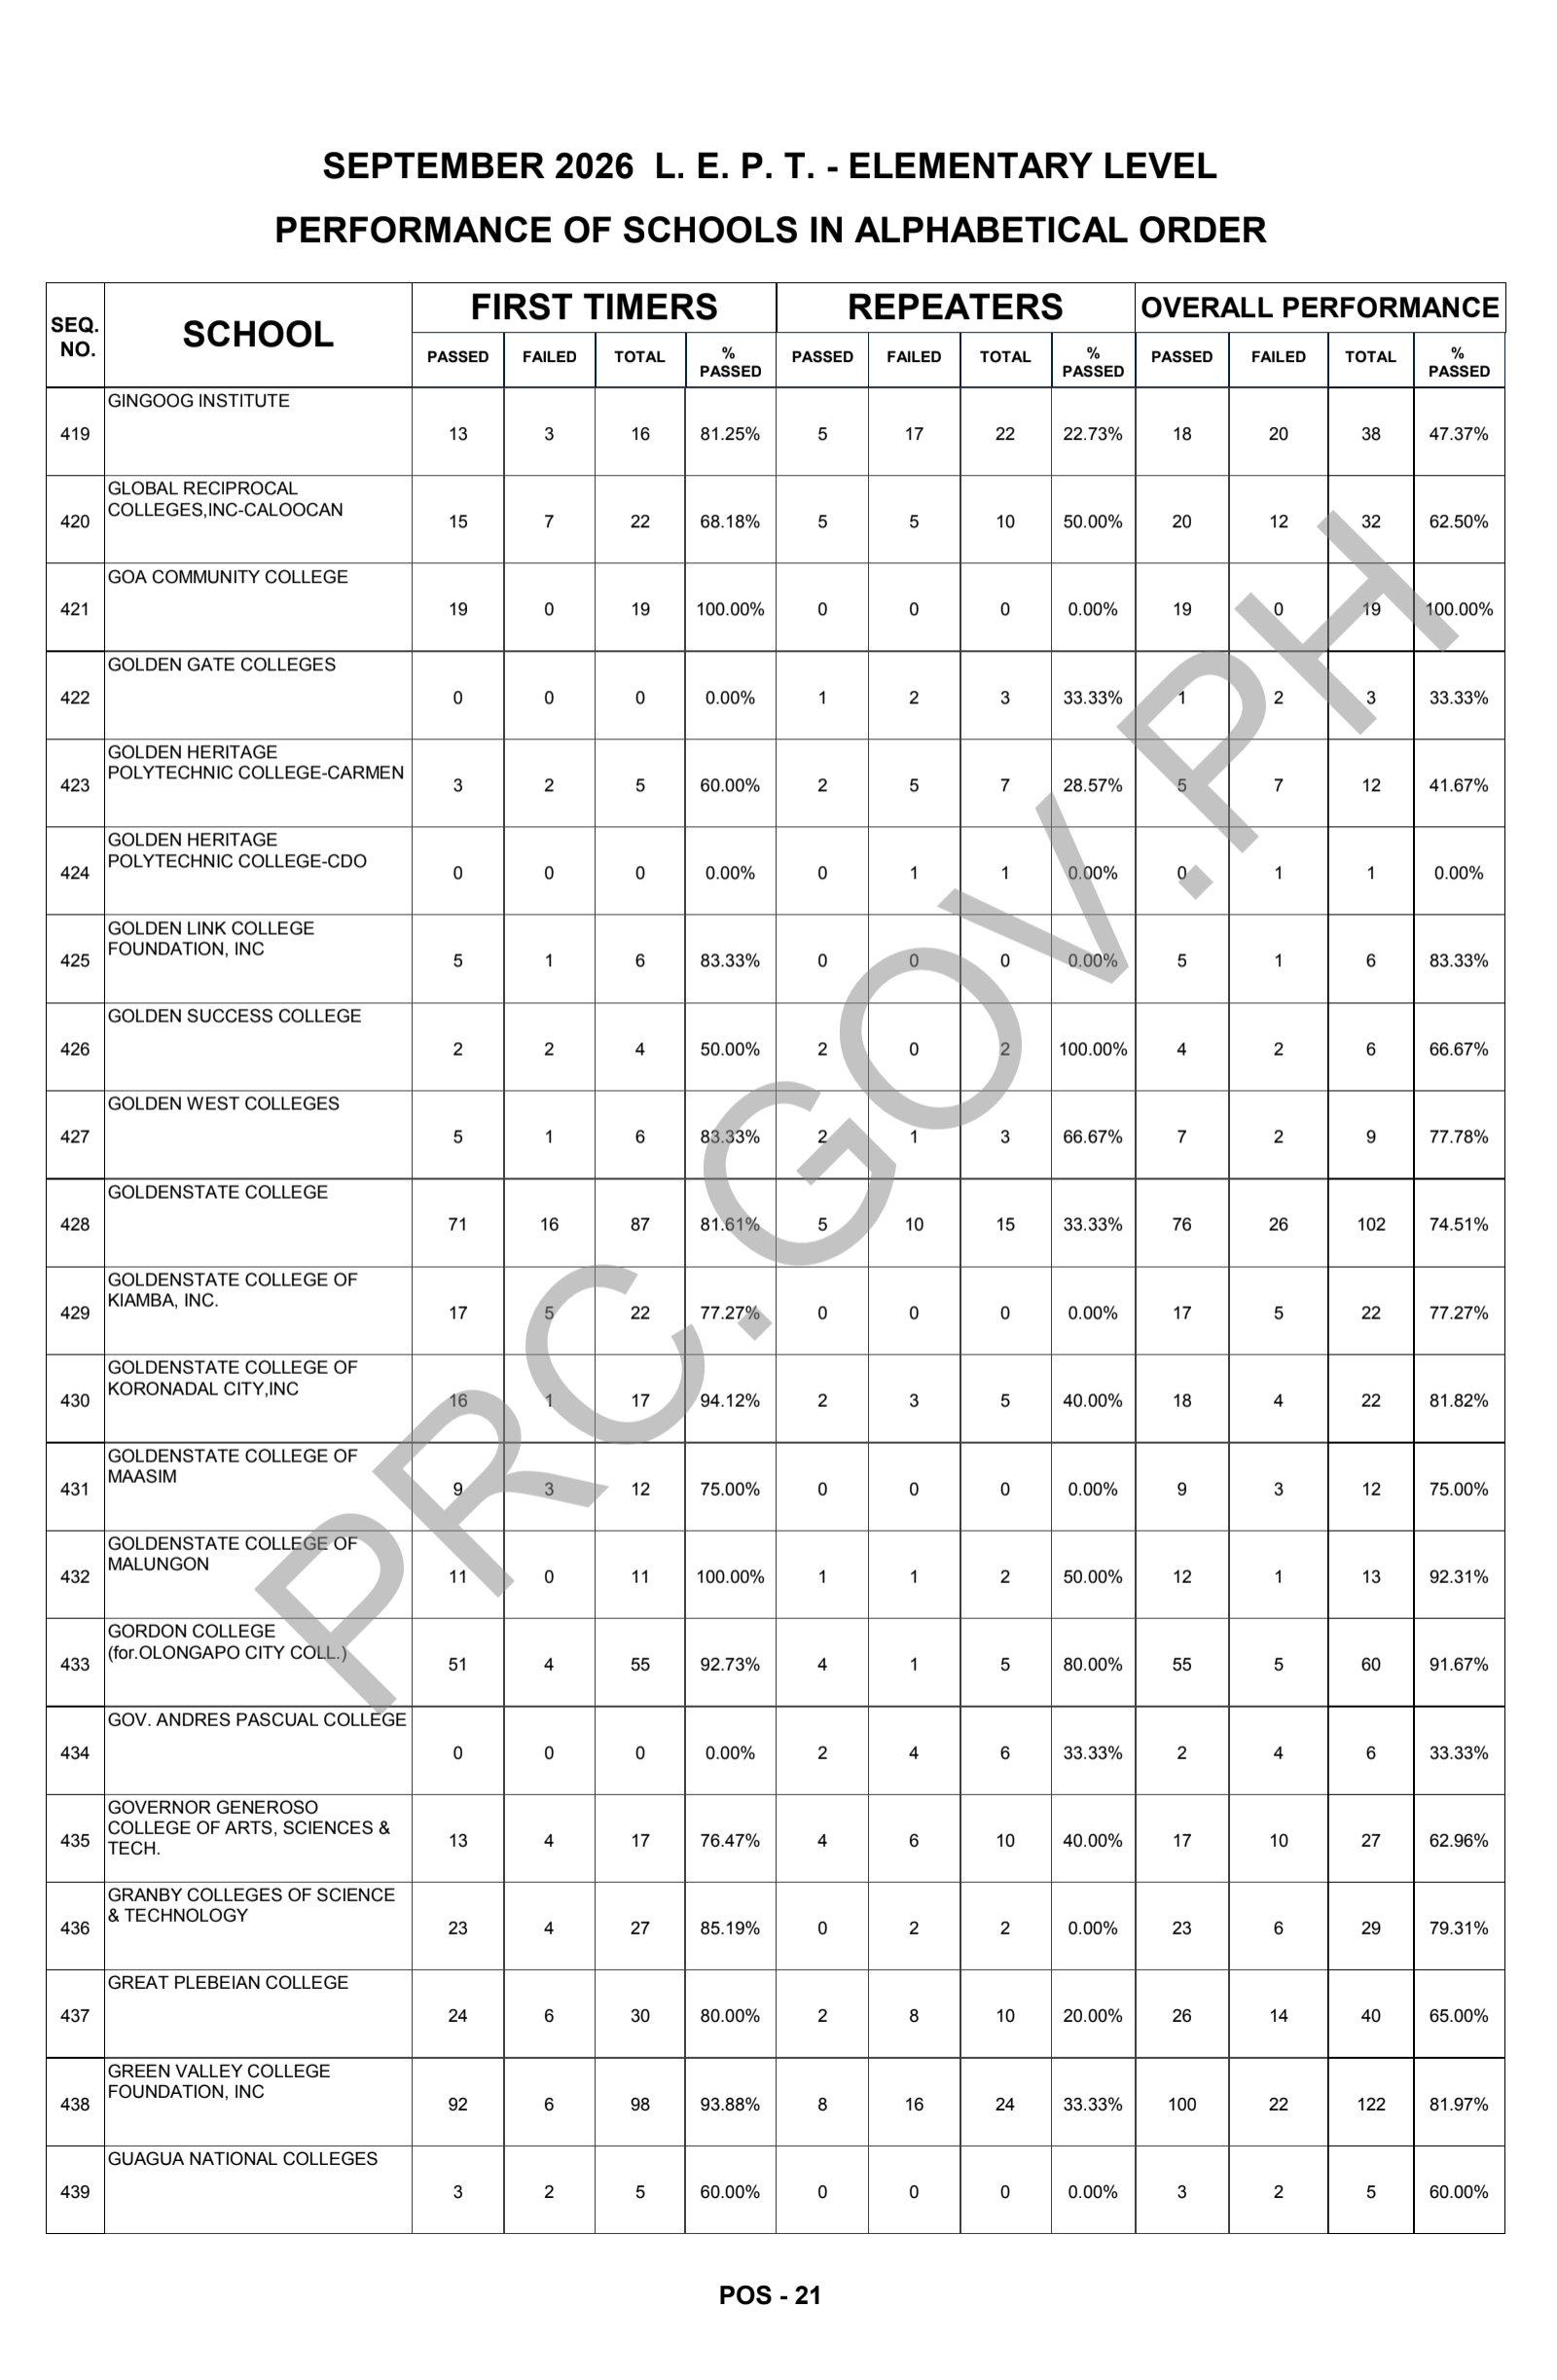 SEPTEMBER 2026 L. E. P. T. - ELEMENTARY LEVEL
PERFORMANCE OF SCHOOLS IN ALPHABETICAL ORDER
SEQ. NO. SCHOOL FIRST TIMERS REPEATERS OVERALL PERFORMANCE
PASSED FAILED TOTAL % PASSED PASSED FAILED TOTAL % PASSED PASSED FAILED TOTAL % PASSED
GINGOOG INSTITUTE
419 13 3 16 81.25% 5 17 22 22.73% 18 20 38 47.37%
GLOBAL RECIPROCAL
COLLEGES,INC-CALOOCAN
420 15 7 22 68.18% 5 5 10 50.00% 20 12 32 62.50%
GOA COMMUNITY COLLEGE
421 19 0 19 100.00% 0 0 0 0.00% 19 0 19 100.00%
GOLDEN GATE COLLEGES
422 0 0 0 0.00% 1 2 3 33.33% 1 2 3 33.33%
GOLDEN HERITAGE
POLYTECHNIC COLLEGE-CARMEN
423 3 2 5 60.00% 2 5 7 28.57% 5 7 12 41.67%
GOLDEN HERITAGE
POLYTECHNIC COLLEGE-CDO
424 0 0 0 0.00% 0 1 1 0.00% 0 1 1 0.00%
GOLDEN LINK COLLEGE
FOUNDATION, INC
425 5 1 6 83.33% 0 0 0 0.00% 5 1 6 83.33%
GOLDEN SUCCESS COLLEGE
426 2 2 4 50.00% 2 0 2 100.00% 4 2 6 66.67%
GOLDEN WEST COLLEGES
427 5 1 6 83.33% 2 1 3 66.67% 7 2 9 77.78%
GOLDENSTATE COLLEGE
428 71 16 87 81.61% 5 10 15 33.33% 76 26 102 74.51%
GOLDENSTATE COLLEGE OF
KIAMBA, INC.
429 17 5 22 77.27% 0 0 0 0.00% 17 5 22 77.27%
GOLDENSTATE COLLEGE OF
KORONADAL CITY,INC
430 16 1 17 94.12% 2 3 5 40.00% 18 4 22 81.82%
GOLDENSTATE COLLEGE OF
MAASIM
431 9 3 12 75.00% 0 0 0 0.00% 9 3 12 75.00%
GOLDENSTATE COLLEGE OF
MALUNGON
432 11 0 11 100.00% 1 1 2 50.00% 12 1 13 92.31%
GORDON COLLEGE
(for.OLONGAPO CITY COLL.)
433 51 4 55 92.73% 4 1 5 80.00% 55 5 60 91.67%
GOV. ANDRES PASCUAL COLLEGE
434 0 0 0 0.00% 2 4 6 33.33% 2 4 6 33.33%
GOVERNOR GENEROSO
COLLEGE OF ARTS, SCIENCES &
TECH.
435 13 4 17 76.47% 4 6 10 40.00% 17 10 27 62.96%
GRANBY COLLEGES OF SCIENCE
& TECHNOLOGY
436 23 4 27 85.19% 0 2 2 0.00% 23 6 29 79.31%
GREAT PLEBEIAN COLLEGE
437 24 6 30 80.00% 2 8 10 20.00% 26 14 40 65.00%
GREEN VALLEY COLLEGE
FOUNDATION, INC
438 92 6 98 93.88% 8 16 24 33.33% 100 22 122 81.97%
GUAGUA NATIONAL COLLEGES
439 3 2 5 60.00% 0 0 0 0.00% 3 2 5 60.00%
PRC.GOV.PH
POS - 21